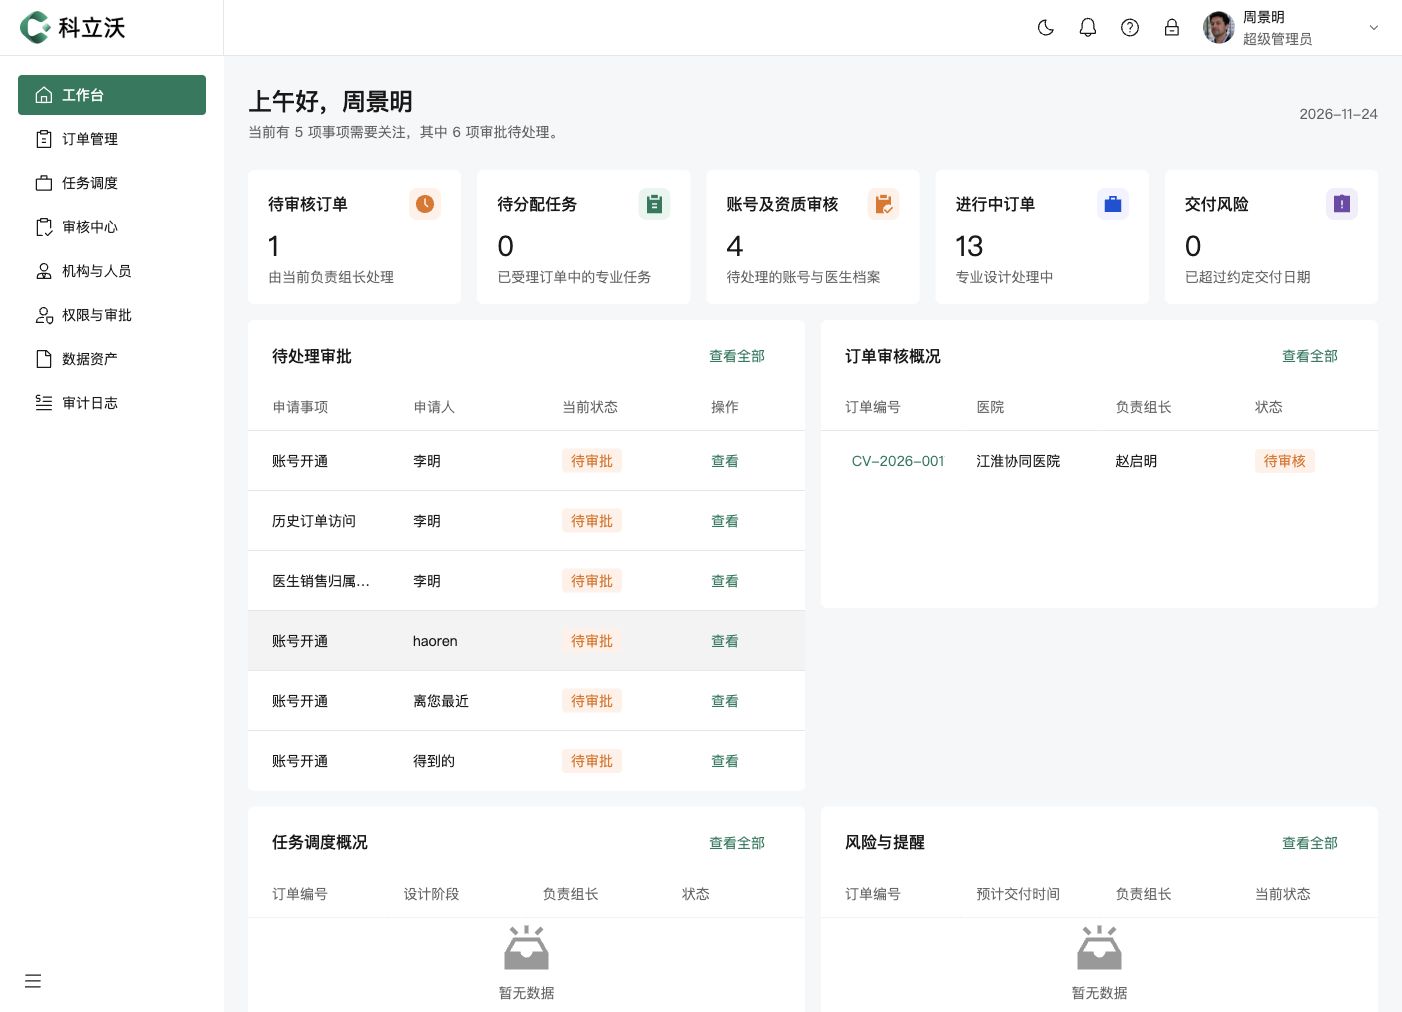 科立沃
周景明
超级管理员
工作台
订单管理
任务调度
审核中心
机构与人员
权限与审批
数据资产
审计日志
上午好，周景明
当前有 5 项事项需要关注，其中 6 项审批待处理。
2026-11-24
待审核订单
1
由当前负责组长处理
待分配任务
0
已受理订单中的专业任务
账号及资质审核
4
待处理的账号与医生档案
进行中订单
13
专业设计处理中
交付风险
0
已超过约定交付日期
待处理审批 查看全部
申请事项 申请人 当前状态 操作
账号开通 李明 待审批 查看
历史订单访问 李明 待审批 查看
医生销售归属... 李明 待审批 查看
账号开通 haoren 待审批 查看
账号开通 离您最近 待审批 查看
账号开通 得到的 待审批 查看
订单审核概况 查看全部
订单编号 医院 负责组长 状态
CV-2026-001 江淮协同医院 赵启明 待审核
任务调度概况 查看全部
订单编号 设计阶段 负责组长 状态
暂无数据
风险与提醒 查看全部
订单编号 预计交付时间 负责组长 当前状态
暂无数据